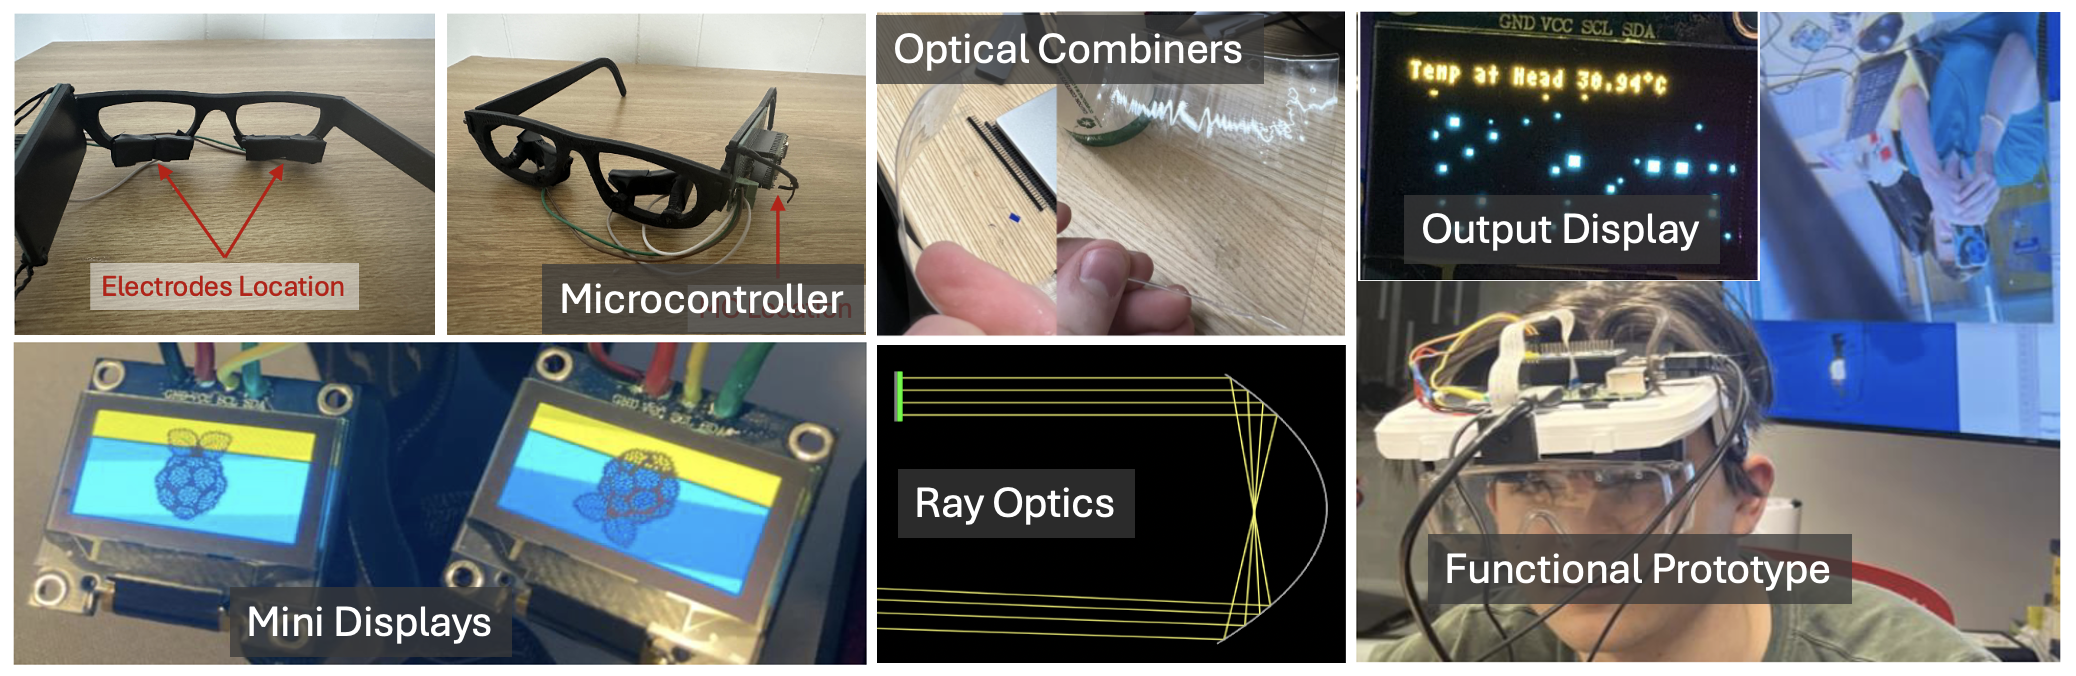 Electrodes Location
Microcontroller
Optical Combiners
GND VCC SCL SDA
Temp at Head 30.94°C
Output Display
GND VCC SCL SDA
GND VCC SCL SDA
Mini Displays
Ray Optics
Functional Prototype